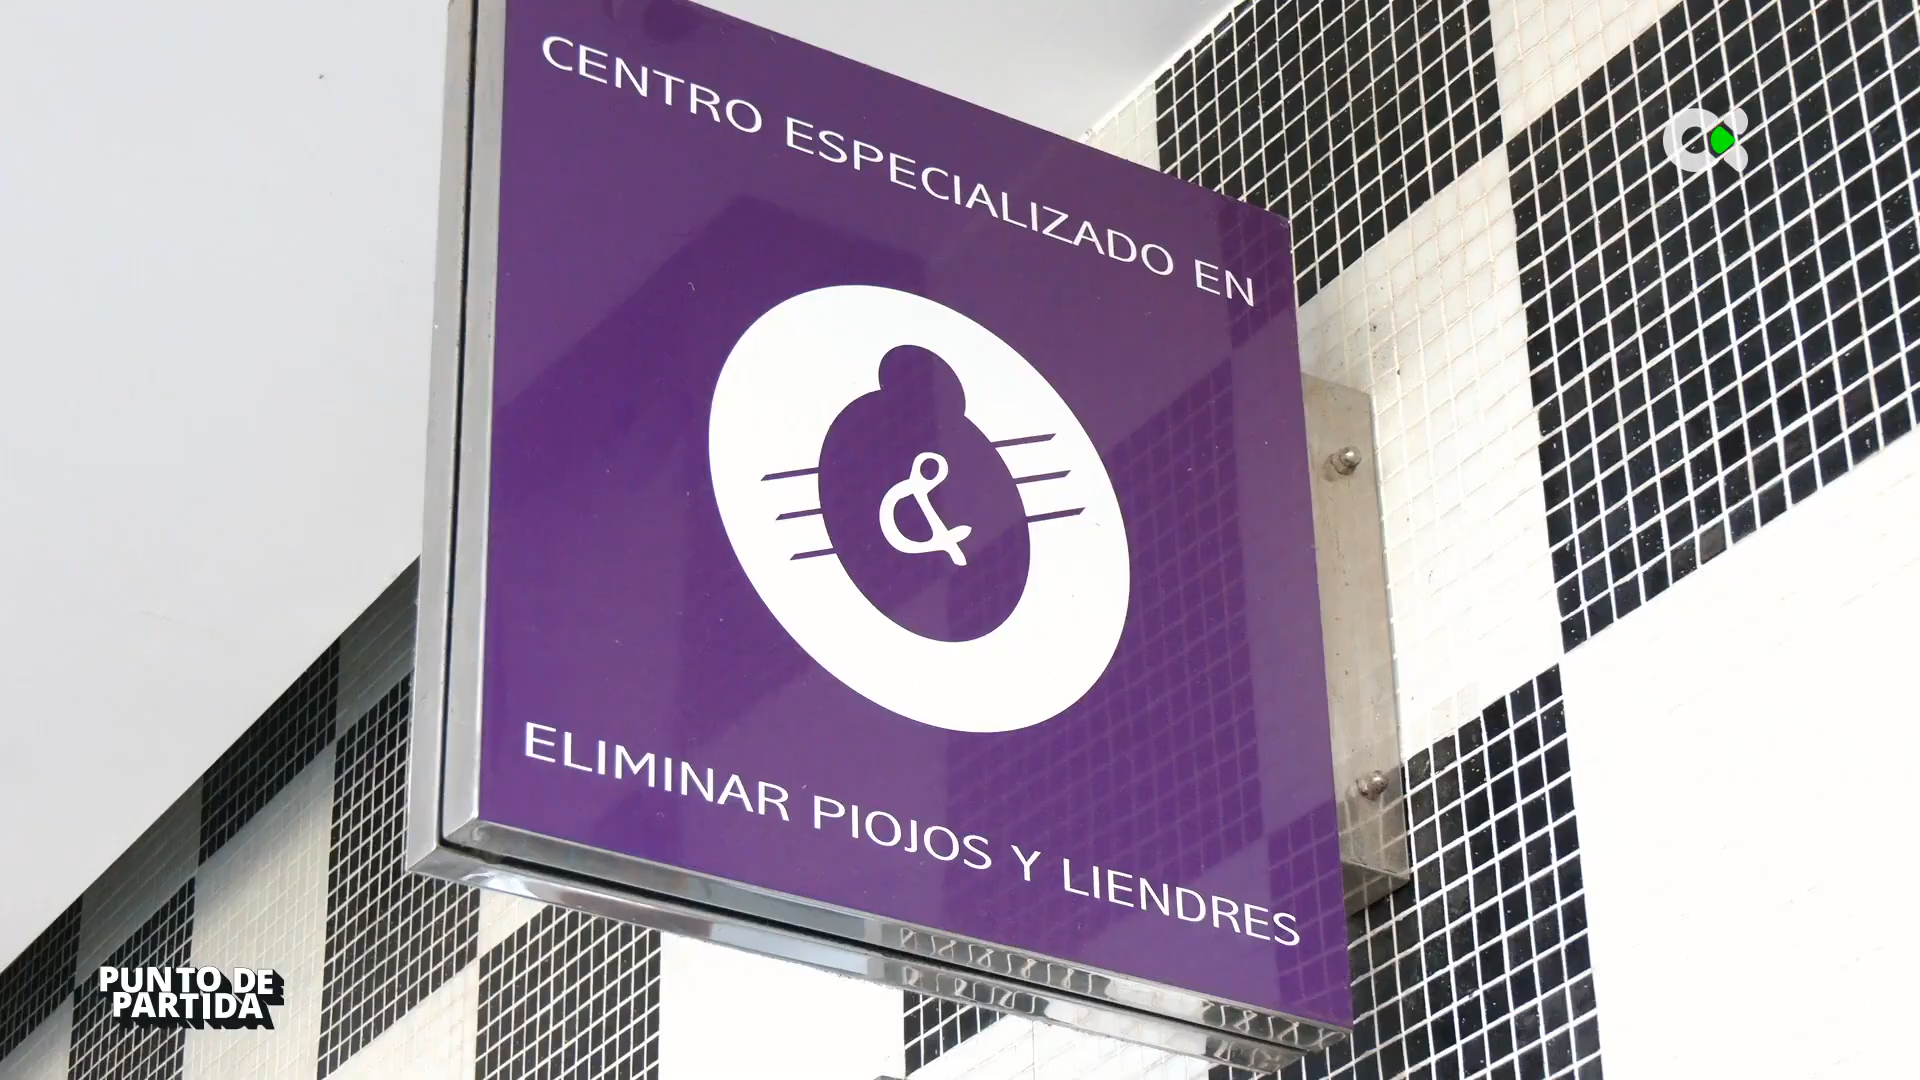 CENTRO ESPECIALIZADO EN
&
ELIMINAR PIOJOS Y LIENDRES
PUNTO DE
PARTIDA